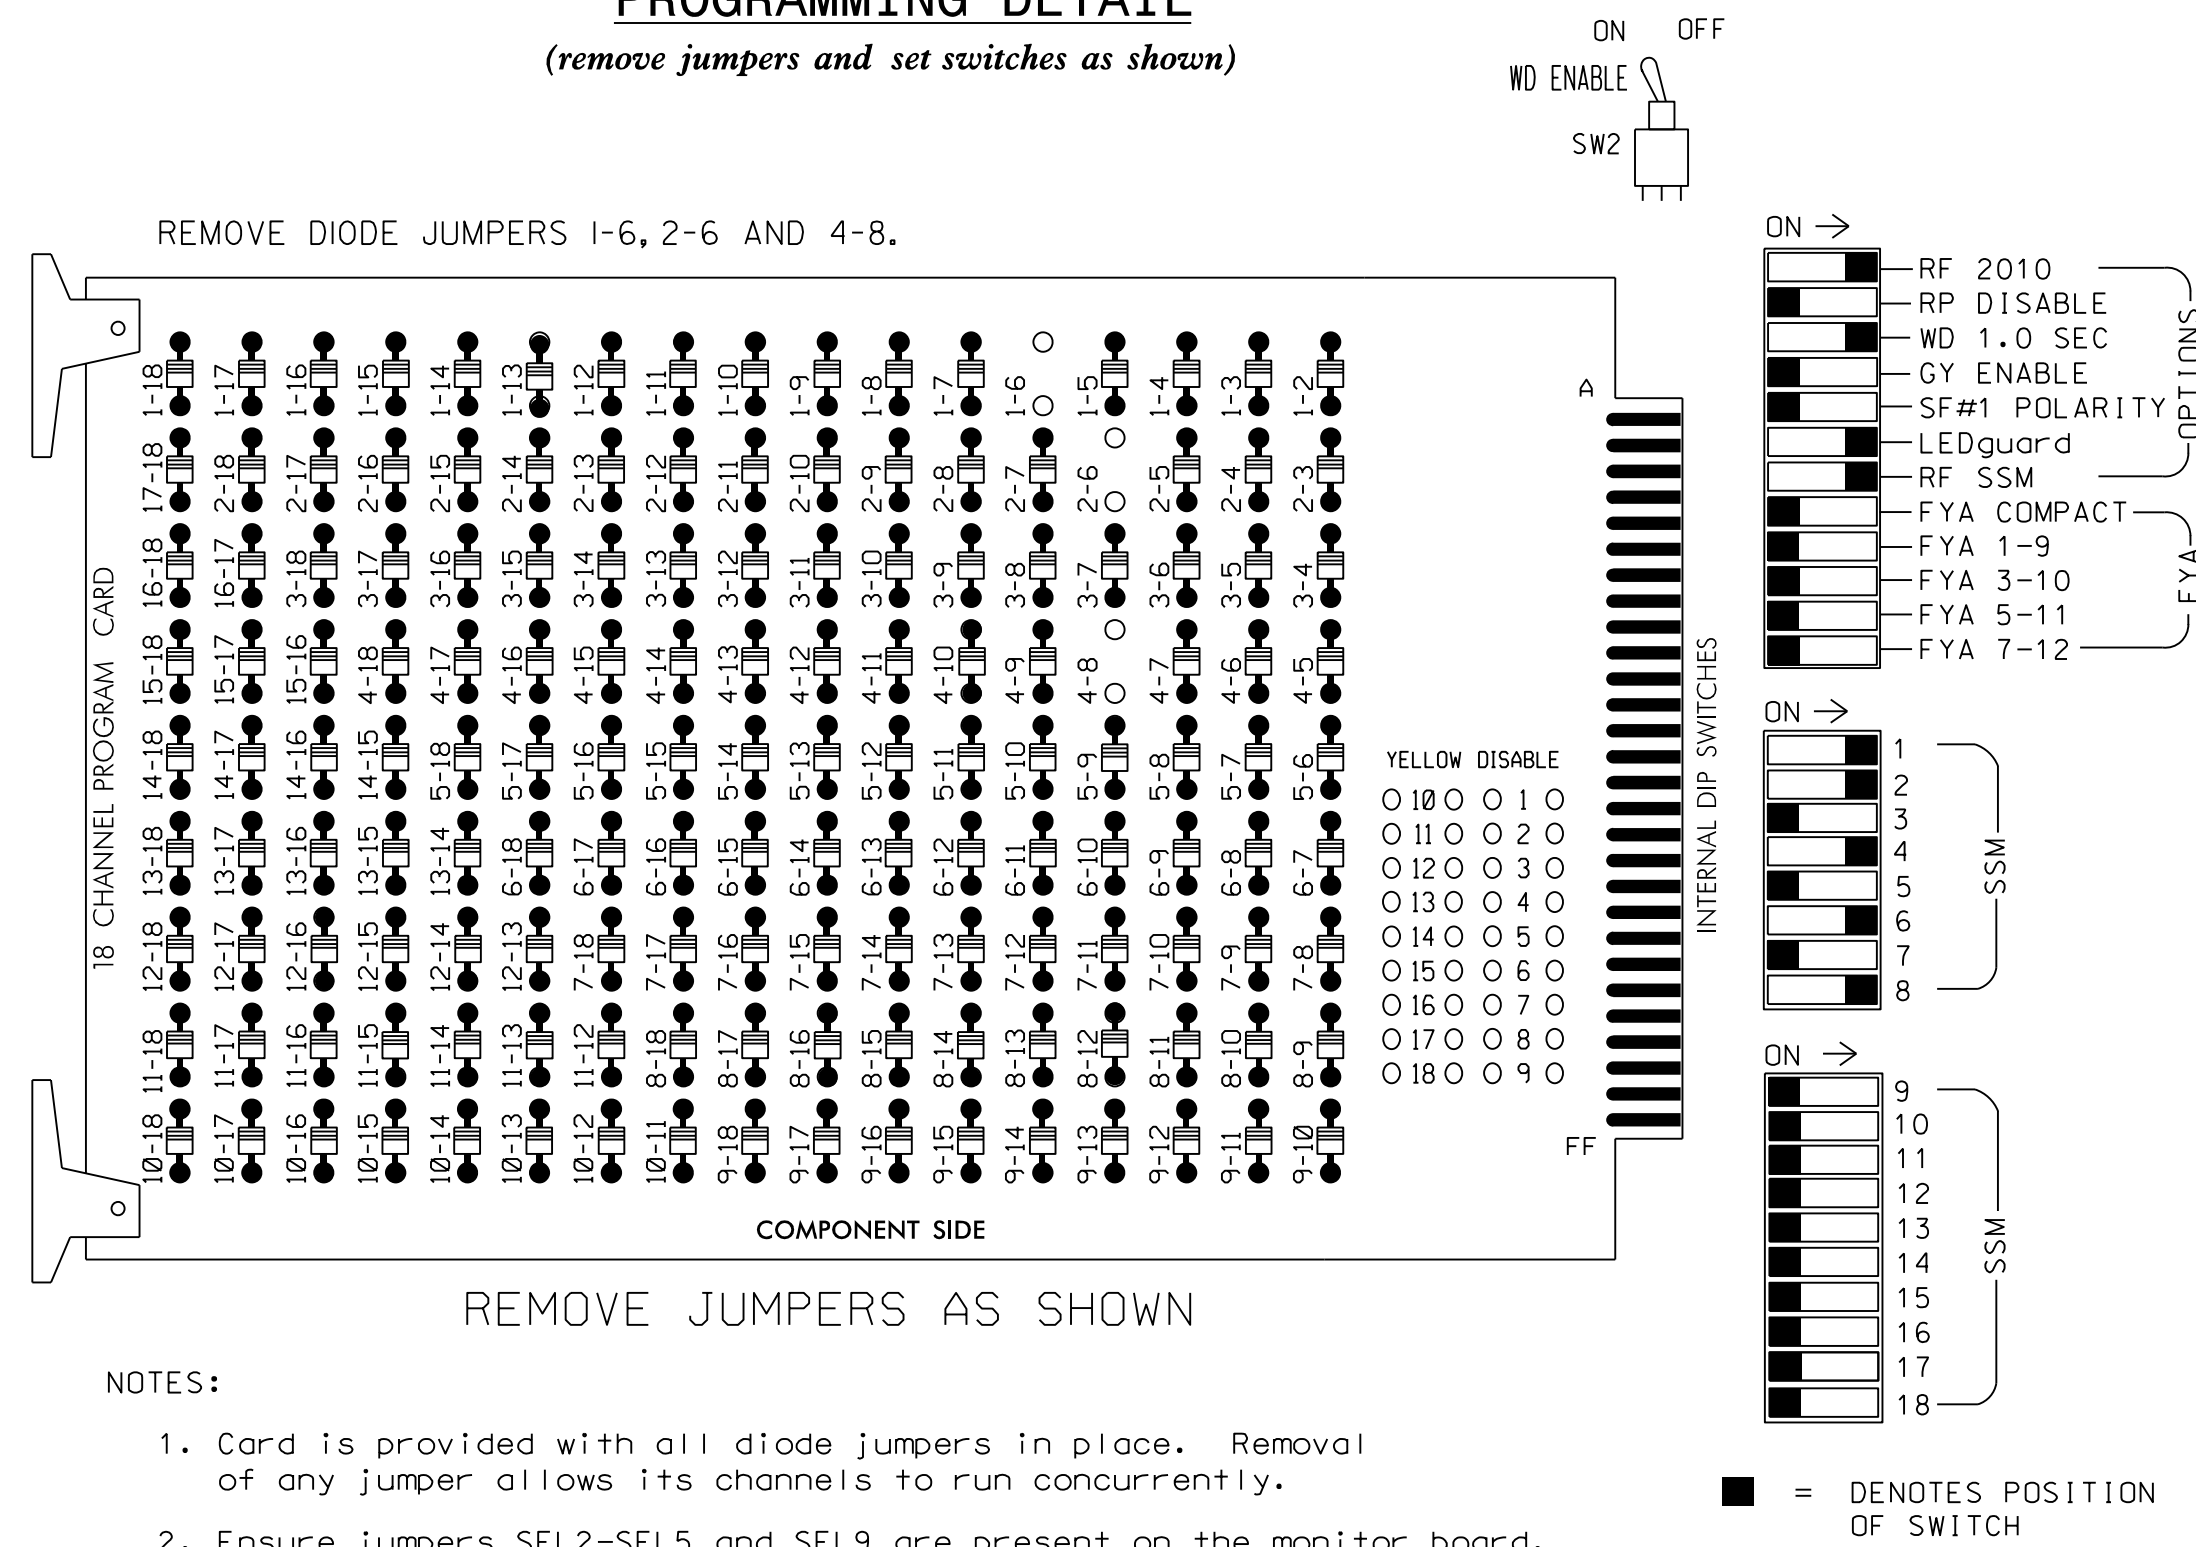 PROGRAMMING DETAIL
(remove jumpers and set switches as shown)
ON OFF
WD ENABLE
SW2
REMOVE DIODE JUMPERS 1-6, 2-6 AND 4-8.
18 CHANNEL PROGRAM CARD
1-18 1-17 1-16 1-15 1-14 1-13 1-12 1-11 1-10 1-9 1-8 1-7 1-6 1-5 1-4 1-3 1-2
17-18 2-18 2-17 2-16 2-15 2-14 2-13 2-12 2-11 2-10 2-9 2-8 2-7 2-6 2-5 2-4 2-3
16-18 16-17 3-18 3-17 3-16 3-15 3-14 3-13 3-12 3-11 3-10 3-9 3-8 3-7 3-6 3-5 3-4
15-18 15-17 15-16 4-18 4-17 4-16 4-15 4-14 4-13 4-12 4-11 4-10 4-9 4-8 4-7 4-6 4-5
14-18 14-17 14-16 14-15 5-18 5-17 5-16 5-15 5-14 5-13 5-12 5-11 5-10 5-9 5-8 5-7 5-6
13-18 13-17 13-16 13-15 13-14 6-18 6-17 6-16 6-15 6-14 6-13 6-12 6-11 6-10 6-9 6-8 6-7
12-18 12-17 12-16 12-15 12-14 12-13 7-18 7-17 7-16 7-15 7-14 7-13 7-12 7-11 7-10 7-9 7-8
11-18 11-17 11-16 11-15 11-14 11-13 11-12 8-18 8-17 8-16 8-15 8-14 8-13 8-12 8-11 8-10 8-9
10-18 10-17 10-16 10-15 10-14 10-13 10-12 10-11 9-18 9-17 9-16 9-15 9-14 9-13 9-12 9-11 9-10
A
YELLOW DISABLE
10 1
11 2
12 3
13 4
14 5
15 6
16 7
17 8
18 9
FF
COMPONENT SIDE
REMOVE JUMPERS AS SHOWN
INTERNAL DIP SWITCHES
ON
RF 2010
RP DISABLE
WD 1.0 SEC
GY ENABLE
SF#1 POLARITY
LEDguard
RF SSM
OPTIONS
FYA COMPACT
FYA 1-9
FYA 3-10
FYA 5-11
FYA 7-12
FYA
ON
1
2
3
4
5
6
7
8
SSM
ON
9
10
11
12
13
14
15
16
17
18
SSM
= DENOTES POSITION
OF SWITCH
NOTES:
1. Card is provided with all diode jumpers in place. Removal
of any jumper allows its channels to run concurrently.
2. Ensure jumpers SEL2-SEL5 and SEL9 are present on the monitor board.